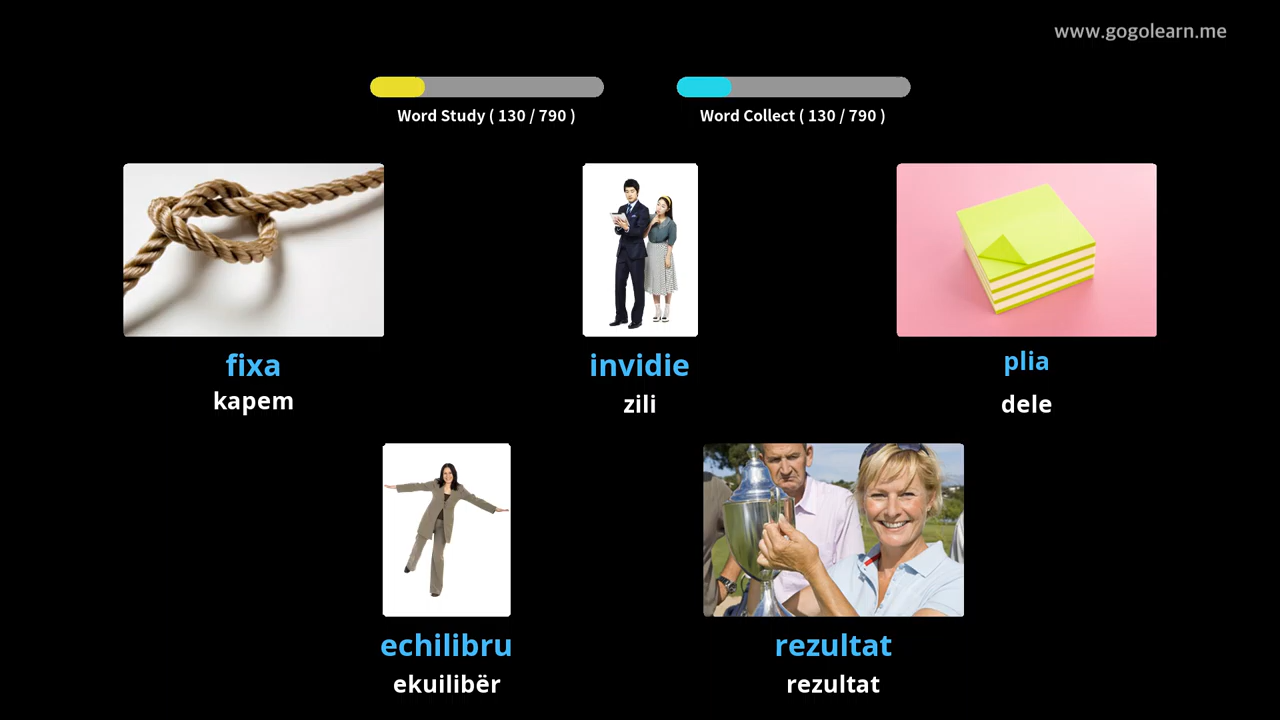 www.gogolearn.me
Word Study ( 130 / 790 )
Word Collect ( 130 / 790 )
fixa
kapem
invidie
zili
plia
dele
echilibru
ekuilibër
rezultat
rezultat